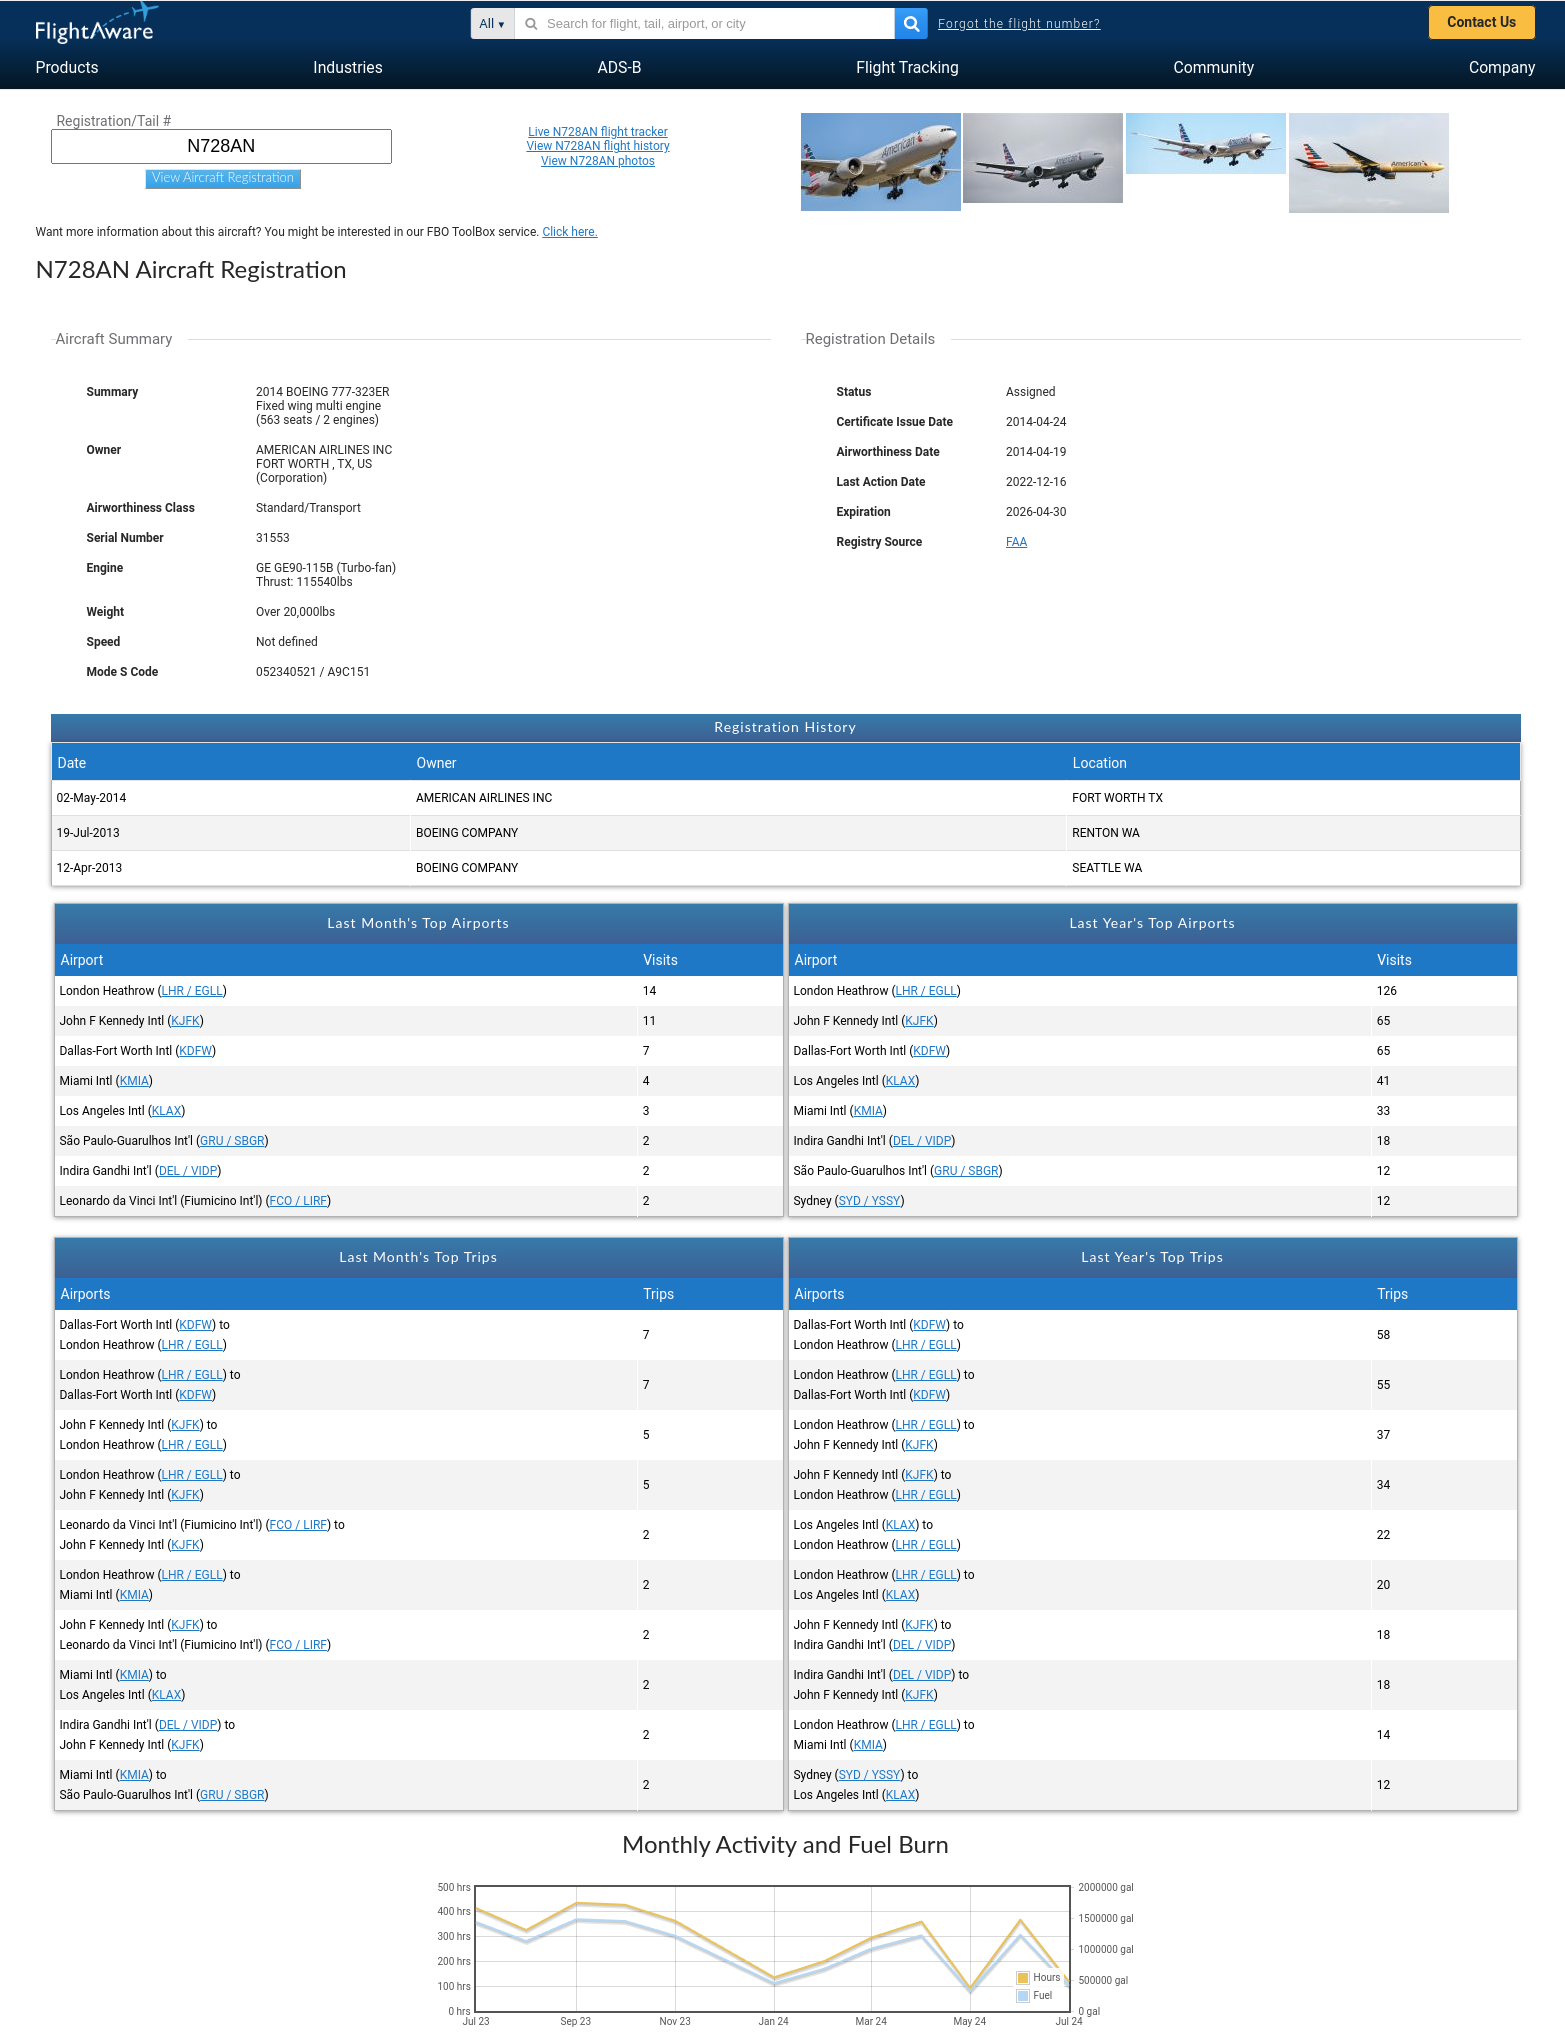 FlightAware
All ▾
Search for flight, tail, airport, or city
Forgot the flight number?
Contact Us
Products
Industries
ADS-B
Flight Tracking
Community
Company
Registration/Tail #
N728AN
View Aircraft Registration
Live N728AN flight tracker
View N728AN flight history
View N728AN photos
American
American
American
American
Want more information about this aircraft? You might be interested in our FBO ToolBox service. Click here.
N728AN Aircraft Registration
Aircraft Summary
Summary
2014 BOEING 777-323ER
Fixed wing multi engine
(563 seats / 2 engines)
Owner
AMERICAN AIRLINES INC
FORT WORTH , TX, US
(Corporation)
Airworthiness Class
Standard/Transport
Serial Number
31553
Engine
GE GE90-115B (Turbo-fan)
Thrust: 115540lbs
Weight
Over 20,000lbs
Speed
Not defined
Mode S Code
052340521 / A9C151
Registration Details
Status
Assigned
Certificate Issue Date
2014-04-24
Airworthiness Date
2014-04-19
Last Action Date
2022-12-16
Expiration
2026-04-30
Registry Source
FAA
Registration History
Date Owner Location
02-May-2014 AMERICAN AIRLINES INC FORT WORTH TX
19-Jul-2013 BOEING COMPANY RENTON WA
12-Apr-2013 BOEING COMPANY SEATTLE WA
Last Month's Top Airports
Airport Visits
London Heathrow (LHR / EGLL) 14
John F Kennedy Intl (KJFK) 11
Dallas-Fort Worth Intl (KDFW) 7
Miami Intl (KMIA) 4
Los Angeles Intl (KLAX) 3
São Paulo-Guarulhos Int'l (GRU / SBGR) 2
Indira Gandhi Int'l (DEL / VIDP) 2
Leonardo da Vinci Int'l (Fiumicino Int'l) (FCO / LIRF) 2
Last Year's Top Airports
Airport Visits
London Heathrow (LHR / EGLL) 126
John F Kennedy Intl (KJFK) 65
Dallas-Fort Worth Intl (KDFW) 65
Los Angeles Intl (KLAX) 41
Miami Intl (KMIA) 33
Indira Gandhi Int'l (DEL / VIDP) 18
São Paulo-Guarulhos Int'l (GRU / SBGR) 12
Sydney (SYD / YSSY) 12
Last Month's Top Trips
Airports Trips
Dallas-Fort Worth Intl (KDFW) to
London Heathrow (LHR / EGLL)
7
London Heathrow (LHR / EGLL) to
Dallas-Fort Worth Intl (KDFW)
7
John F Kennedy Intl (KJFK) to
London Heathrow (LHR / EGLL)
5
London Heathrow (LHR / EGLL) to
John F Kennedy Intl (KJFK)
5
Leonardo da Vinci Int'l (Fiumicino Int'l) (FCO / LIRF) to
John F Kennedy Intl (KJFK)
2
London Heathrow (LHR / EGLL) to
Miami Intl (KMIA)
2
John F Kennedy Intl (KJFK) to
Leonardo da Vinci Int'l (Fiumicino Int'l) (FCO / LIRF)
2
Miami Intl (KMIA) to
Los Angeles Intl (KLAX)
2
Indira Gandhi Int'l (DEL / VIDP) to
John F Kennedy Intl (KJFK)
2
Miami Intl (KMIA) to
São Paulo-Guarulhos Int'l (GRU / SBGR)
2
Last Year's Top Trips
Airports Trips
Dallas-Fort Worth Intl (KDFW) to
London Heathrow (LHR / EGLL)
58
London Heathrow (LHR / EGLL) to
Dallas-Fort Worth Intl (KDFW)
55
London Heathrow (LHR / EGLL) to
John F Kennedy Intl (KJFK)
37
John F Kennedy Intl (KJFK) to
London Heathrow (LHR / EGLL)
34
Los Angeles Intl (KLAX) to
London Heathrow (LHR / EGLL)
22
London Heathrow (LHR / EGLL) to
Los Angeles Intl (KLAX)
20
John F Kennedy Intl (KJFK) to
Indira Gandhi Int'l (DEL / VIDP)
18
Indira Gandhi Int'l (DEL / VIDP) to
John F Kennedy Intl (KJFK)
18
London Heathrow (LHR / EGLL) to
Miami Intl (KMIA)
14
Sydney (SYD / YSSY) to
Los Angeles Intl (KLAX)
12
Monthly Activity and Fuel Burn
500 hrs
400 hrs
300 hrs
200 hrs
100 hrs
0 hrs
2000000 gal
1500000 gal
1000000 gal
500000 gal
0 gal
Hours
Fuel
Jul 23 Sep 23 Nov 23 Jan 24 Mar 24 May 24 Jul 24